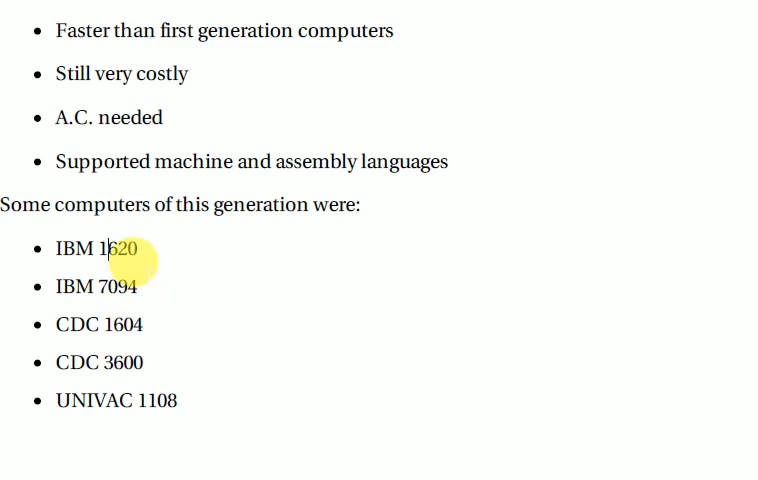 Faster than first generation computers
Still very costly
A.C. needed
Supported machine and assembly languages
Some computers of this generation were:
IBM 1620
IBM 7094
CDC 1604
CDC 3600
UNIVAC 1108